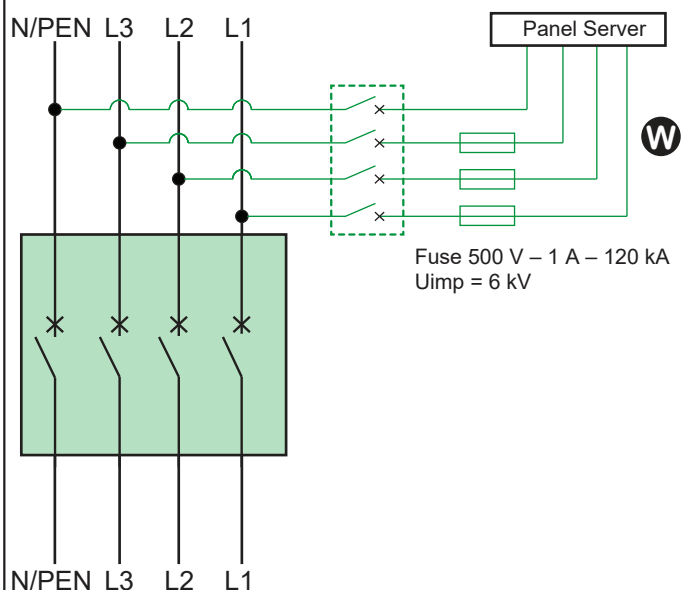 N/PEN L3 L2 L1
Panel Server
W
Fuse 500 V – 1 A – 120 kA
Uimp = 6 kV
N/PEN L3 L2 L1